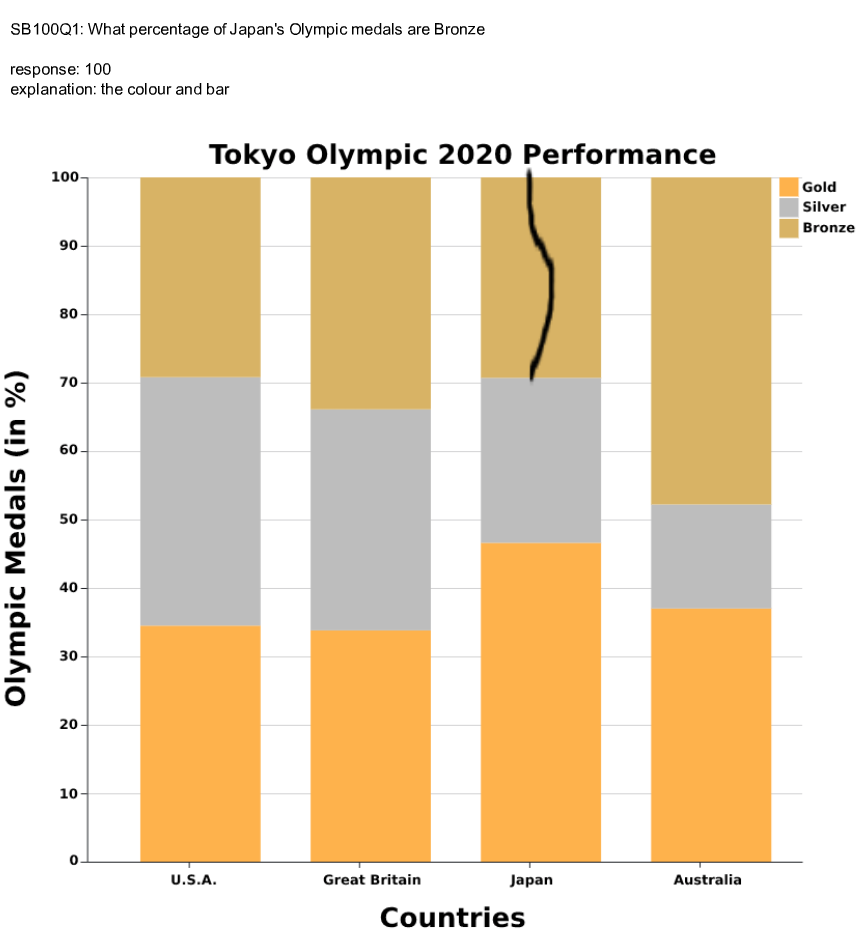 SB100Q1: What percentage of Japan's Olympic medals are Bronze
response: 100
explanation: the colour and bar
Tokyo Olympic 2020 Performance
Gold
Silver
Bronze
Olympic Medals (in %)
100
90
80
70
60
50
40
30
20
10
0
U.S.A.
Great Britain
Japan
Australia
Countries